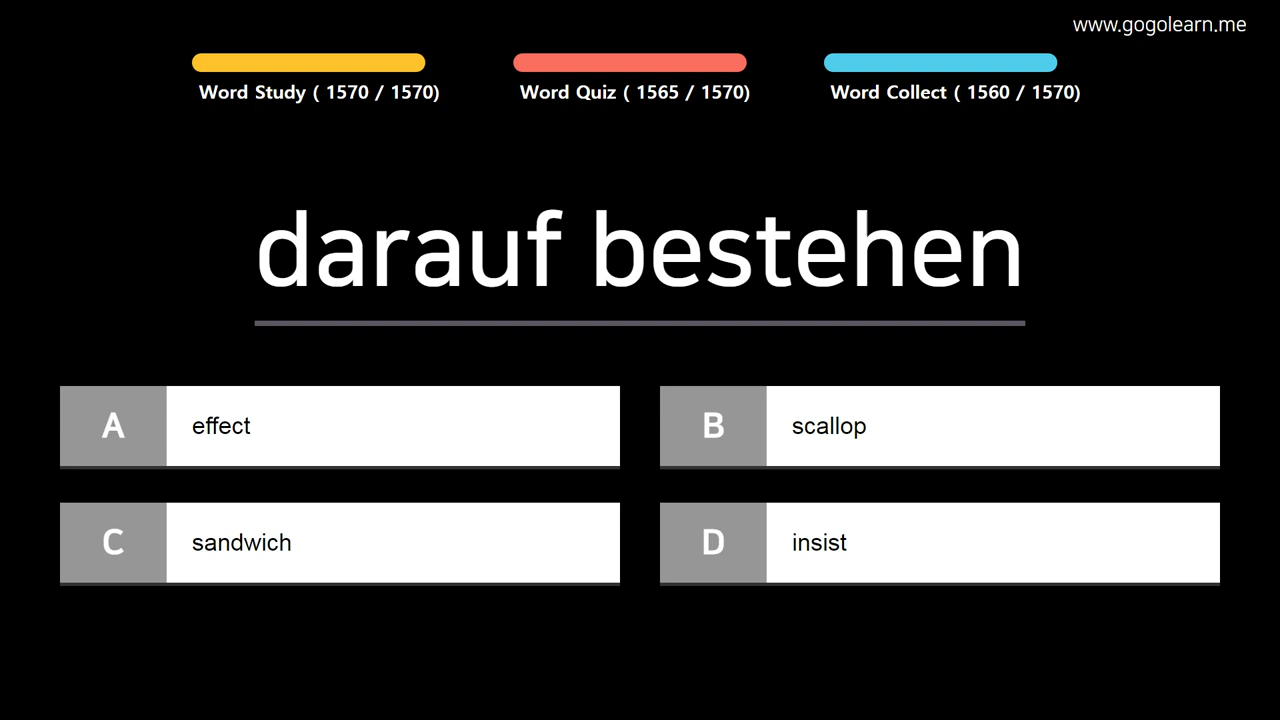 www.gogolearn.me
Word Study ( 1570 / 1570)
Word Quiz ( 1565 / 1570)
Word Collect ( 1560 / 1570)
darauf bestehen
A effect
B scallop
C sandwich
D insist